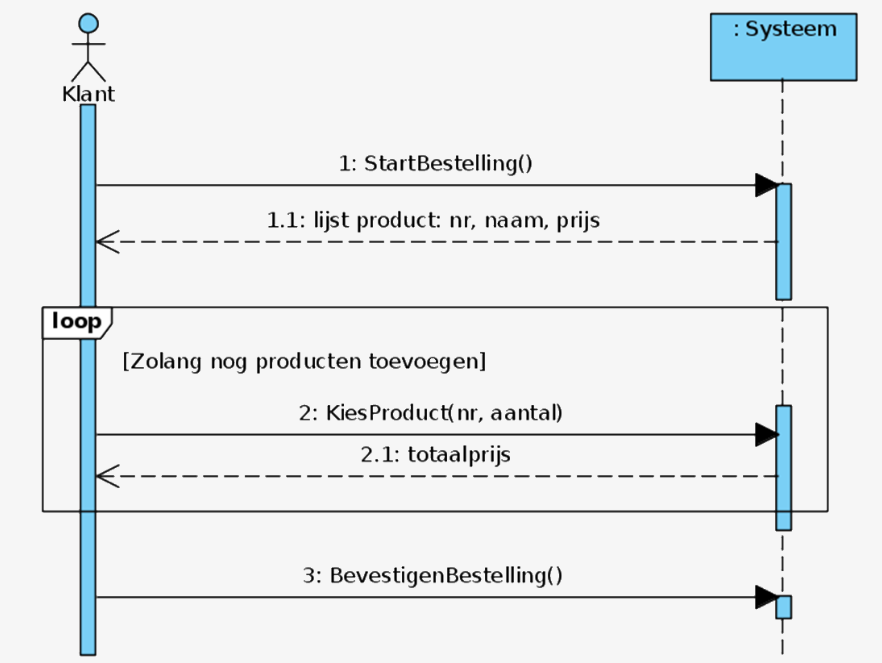 : Systeem
Klant
1: StartBestelling()
1.1: lijst product: nr, naam, prijs
loop
[Zolang nog producten toevoegen]
2: KiesProduct(nr, aantal)
2.1: totaalprijs
3: BevestigenBestelling()